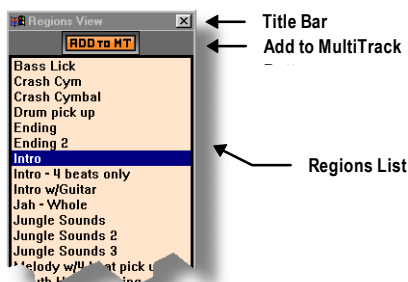 Regions View
Title Bar
ADD TO MT
Add to MultiTrack
Bass Lick
Crash Cym
Crash Cymbal
Drum pick up
Ending
Ending 2
Intro
Intro - 4 beats only
Intro w/Guitar
Jah - Whole
Jungle Sounds
Jungle Sounds 2
Jungle Sounds 3
Regions List